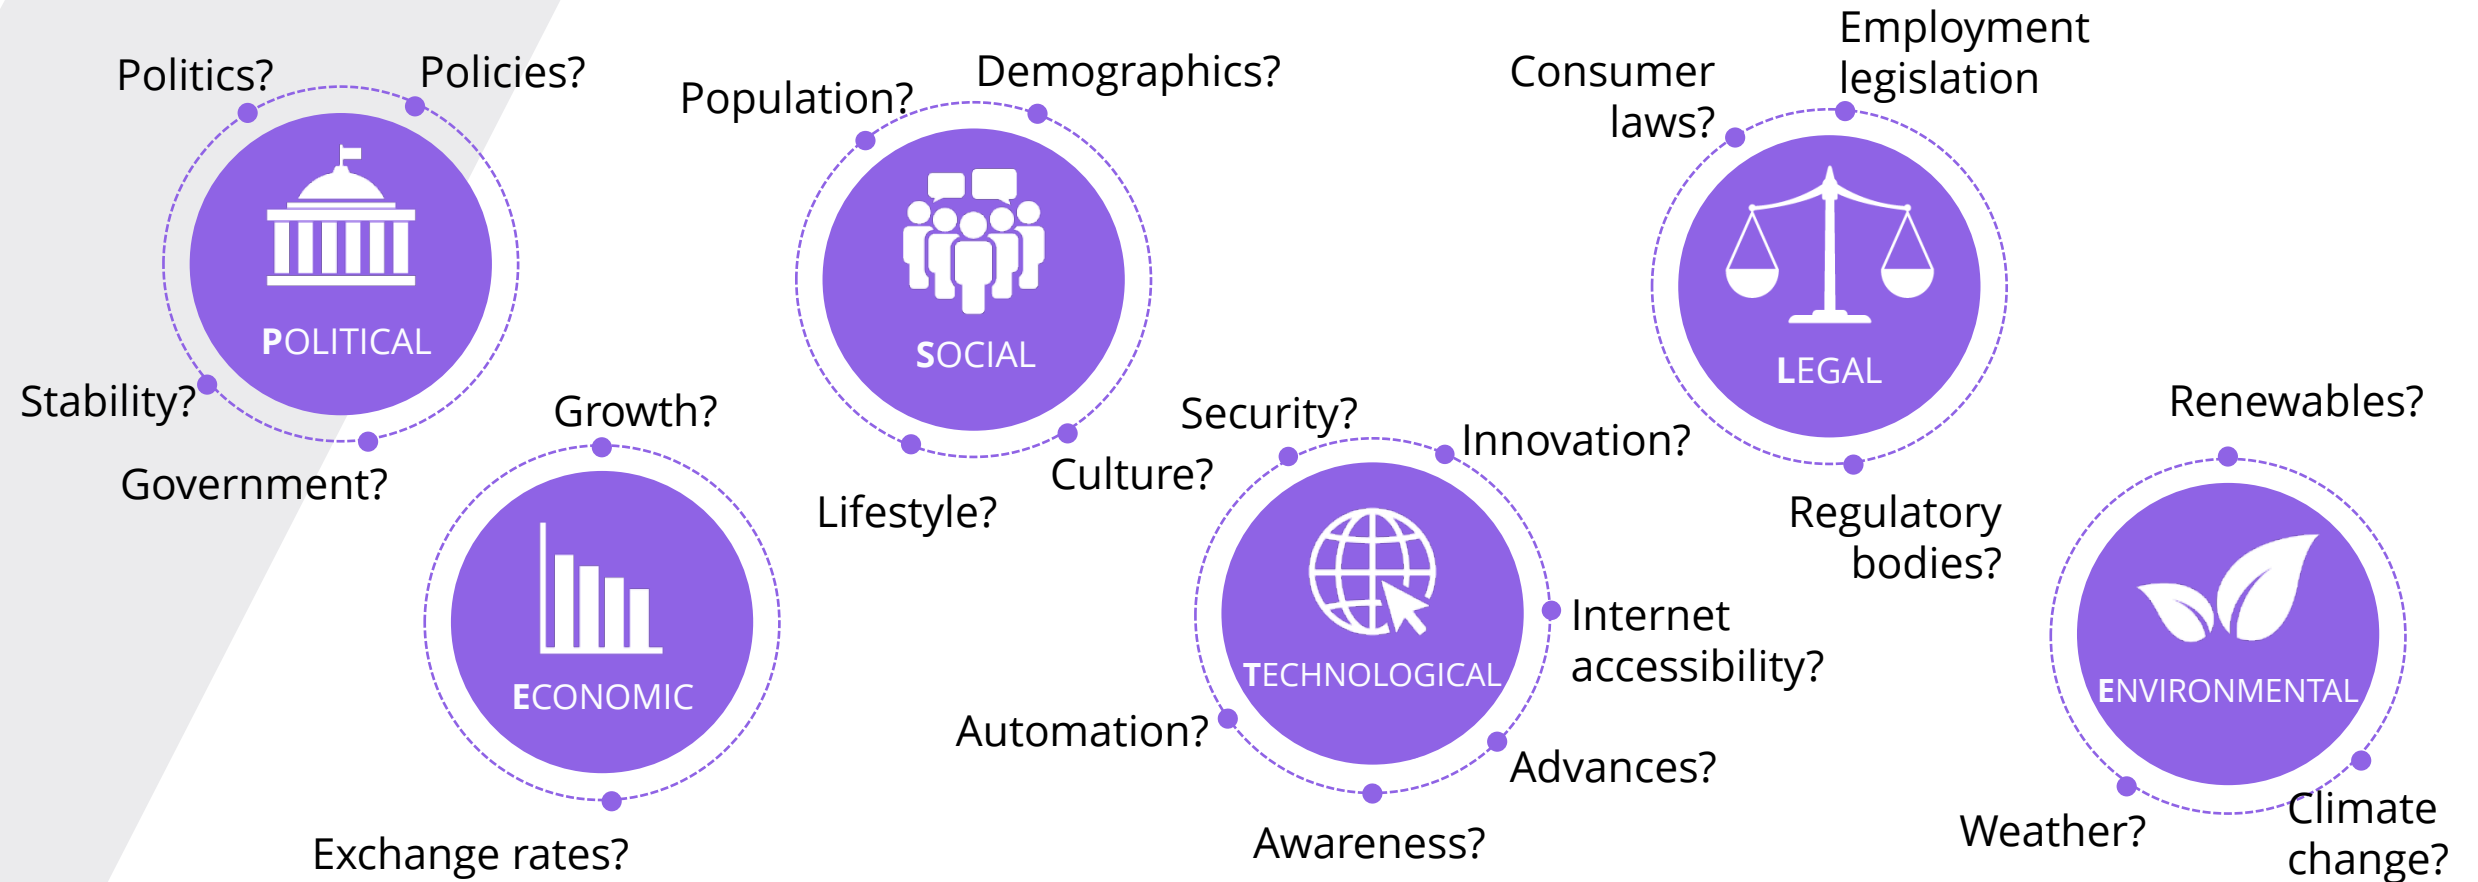 Politics?
Policies?
POLITICAL
Stability?
Government?
Growth?
ECONOMIC
Exchange rates?
Population?
Demographics?
SOCIAL
Culture?
Lifestyle?
Security?
Innovation?
Internet
accessibility?
TECHNOLOGICAL
Automation?
Advances?
Awareness?
Consumer
laws?
Employment
legislation
LEGAL
Regulatory
bodies?
Renewables?
ENVIRONMENTAL
Weather?
Climate
change?